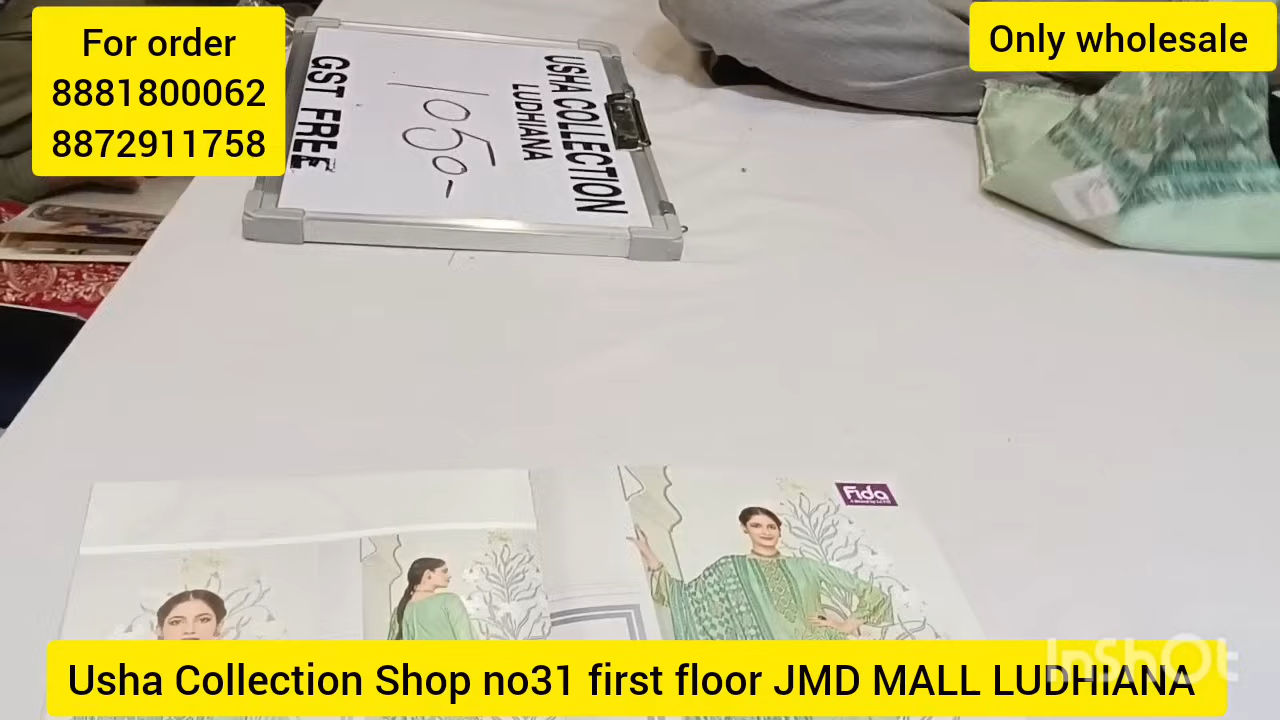 For order
8881800062
8872911758
Only wholesale
USHA COLLECTION
LUDHIANA
1050-
GST FREE
Fida
Usha Collection Shop no31 first floor JMD MALL LUDHIANA
InShOt